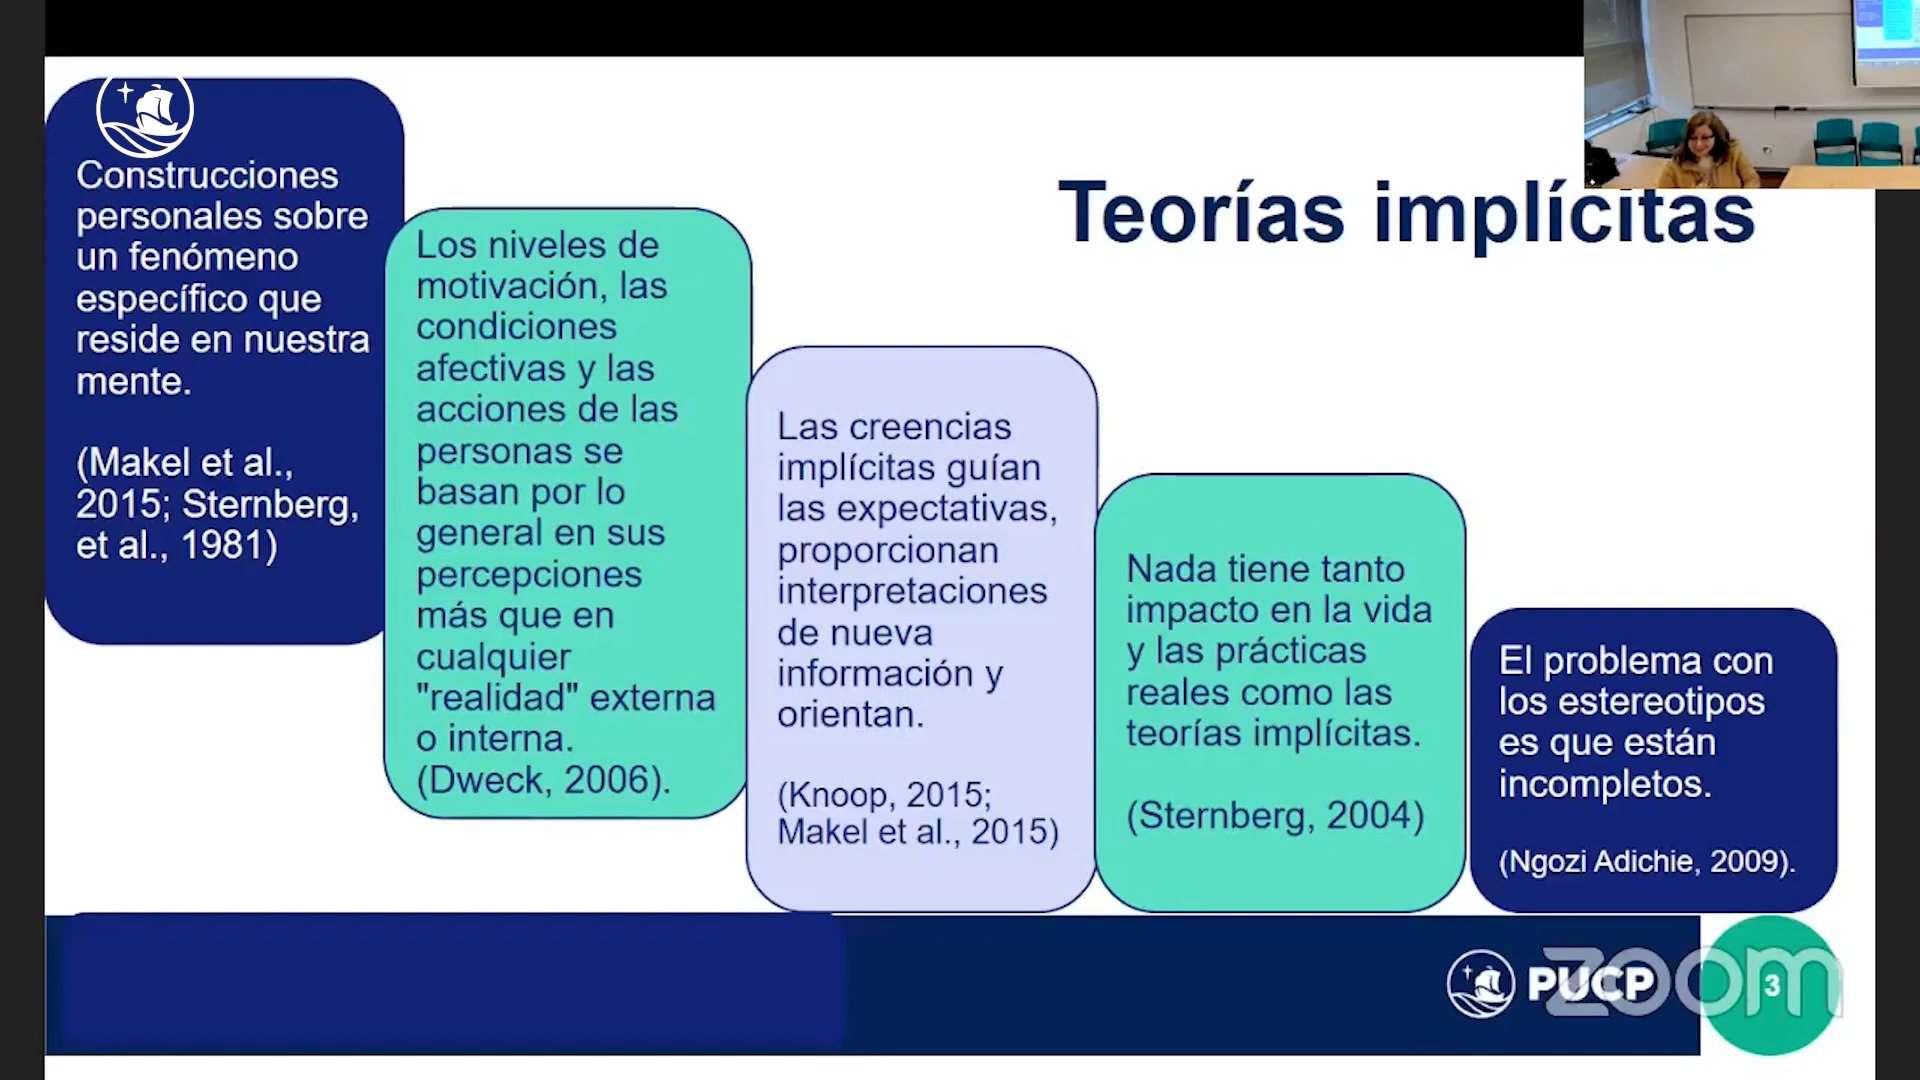 Teorías implícitas
Construcciones
personales sobre
un fenómeno
específico que
reside en nuestra
mente.
(Makel et al.,
2015; Sternberg,
et al., 1981)
Los niveles de
motivación, las
condiciones
afectivas y las
acciones de las
personas se
basan por lo
general en sus
percepciones
más que en
cualquier
"realidad" externa
o interna.
(Dweck, 2006).
Las creencias
implícitas guían
las expectativas,
proporcionan
interpretaciones
de nueva
información y
orientan.
(Knoop, 2015;
Makel et al., 2015)
Nada tiene tanto
impacto en la vida
y las prácticas
reales como las
teorías implícitas.
(Sternberg, 2004)
El problema con
los estereotipos
es que están
incompletos.
(Ngozi Adichie, 2009).
PUCP
zoom
3